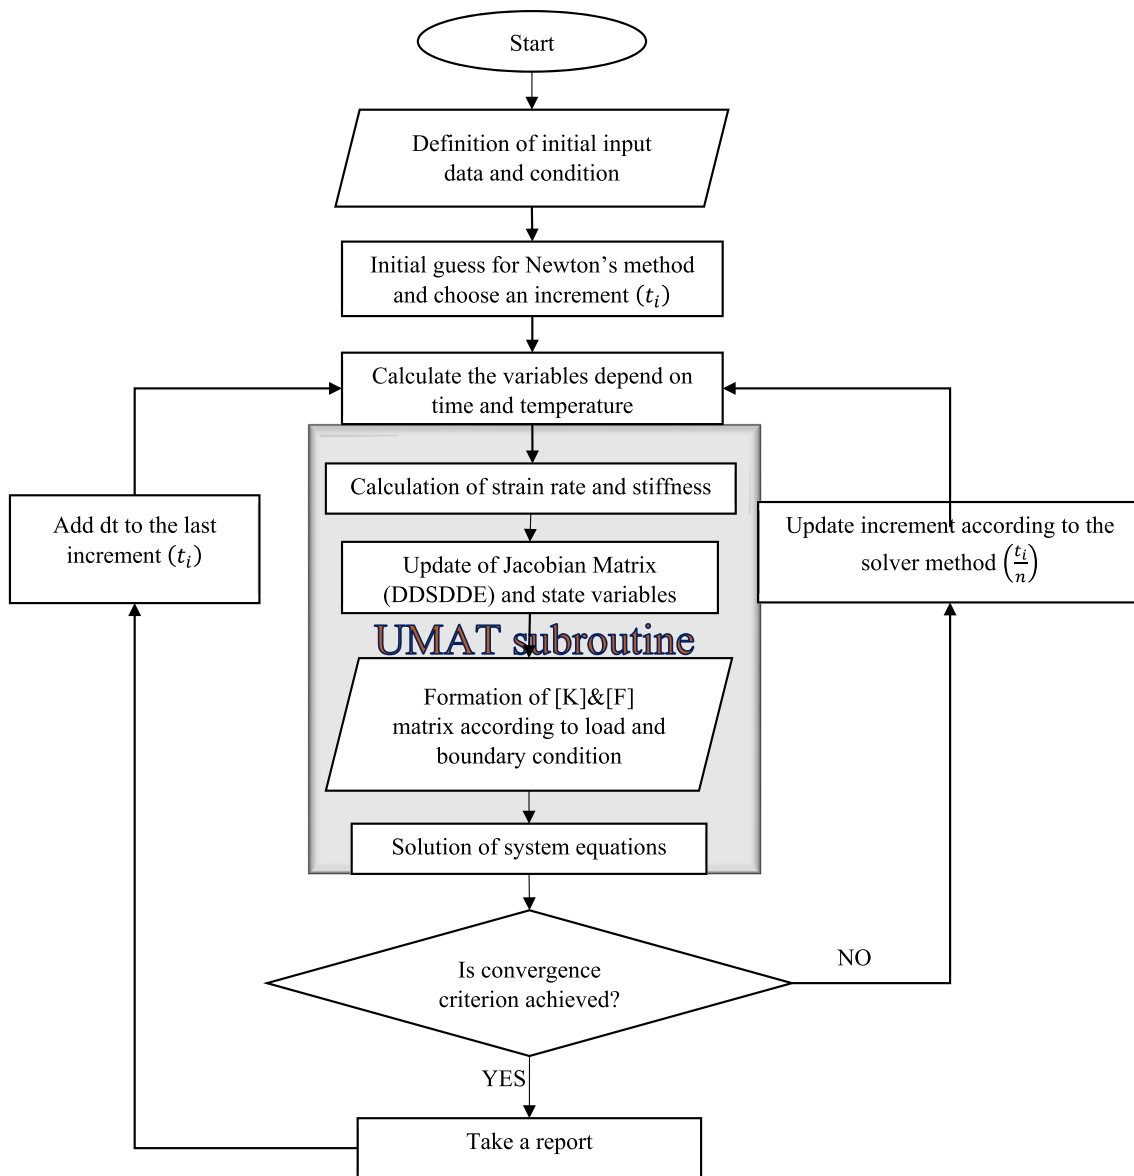 Start
Definition of initial input
data and condition
Initial guess for Newton’s method
and choose an increment (tᵢ)
Calculate the variables depend on
time and temperature
Calculation of strain rate and stiffness
Add dt to the last
increment (tᵢ)
Update increment according to the
solver method (tᵢ/n)
Update of Jacobian Matrix
(DDSDDE) and state variables
UMAT subroutine
Formation of [K]&[F]
matrix according to load and
boundary condition
Solution of system equations
Is convergence
criterion achieved?
NO
YES
Take a report